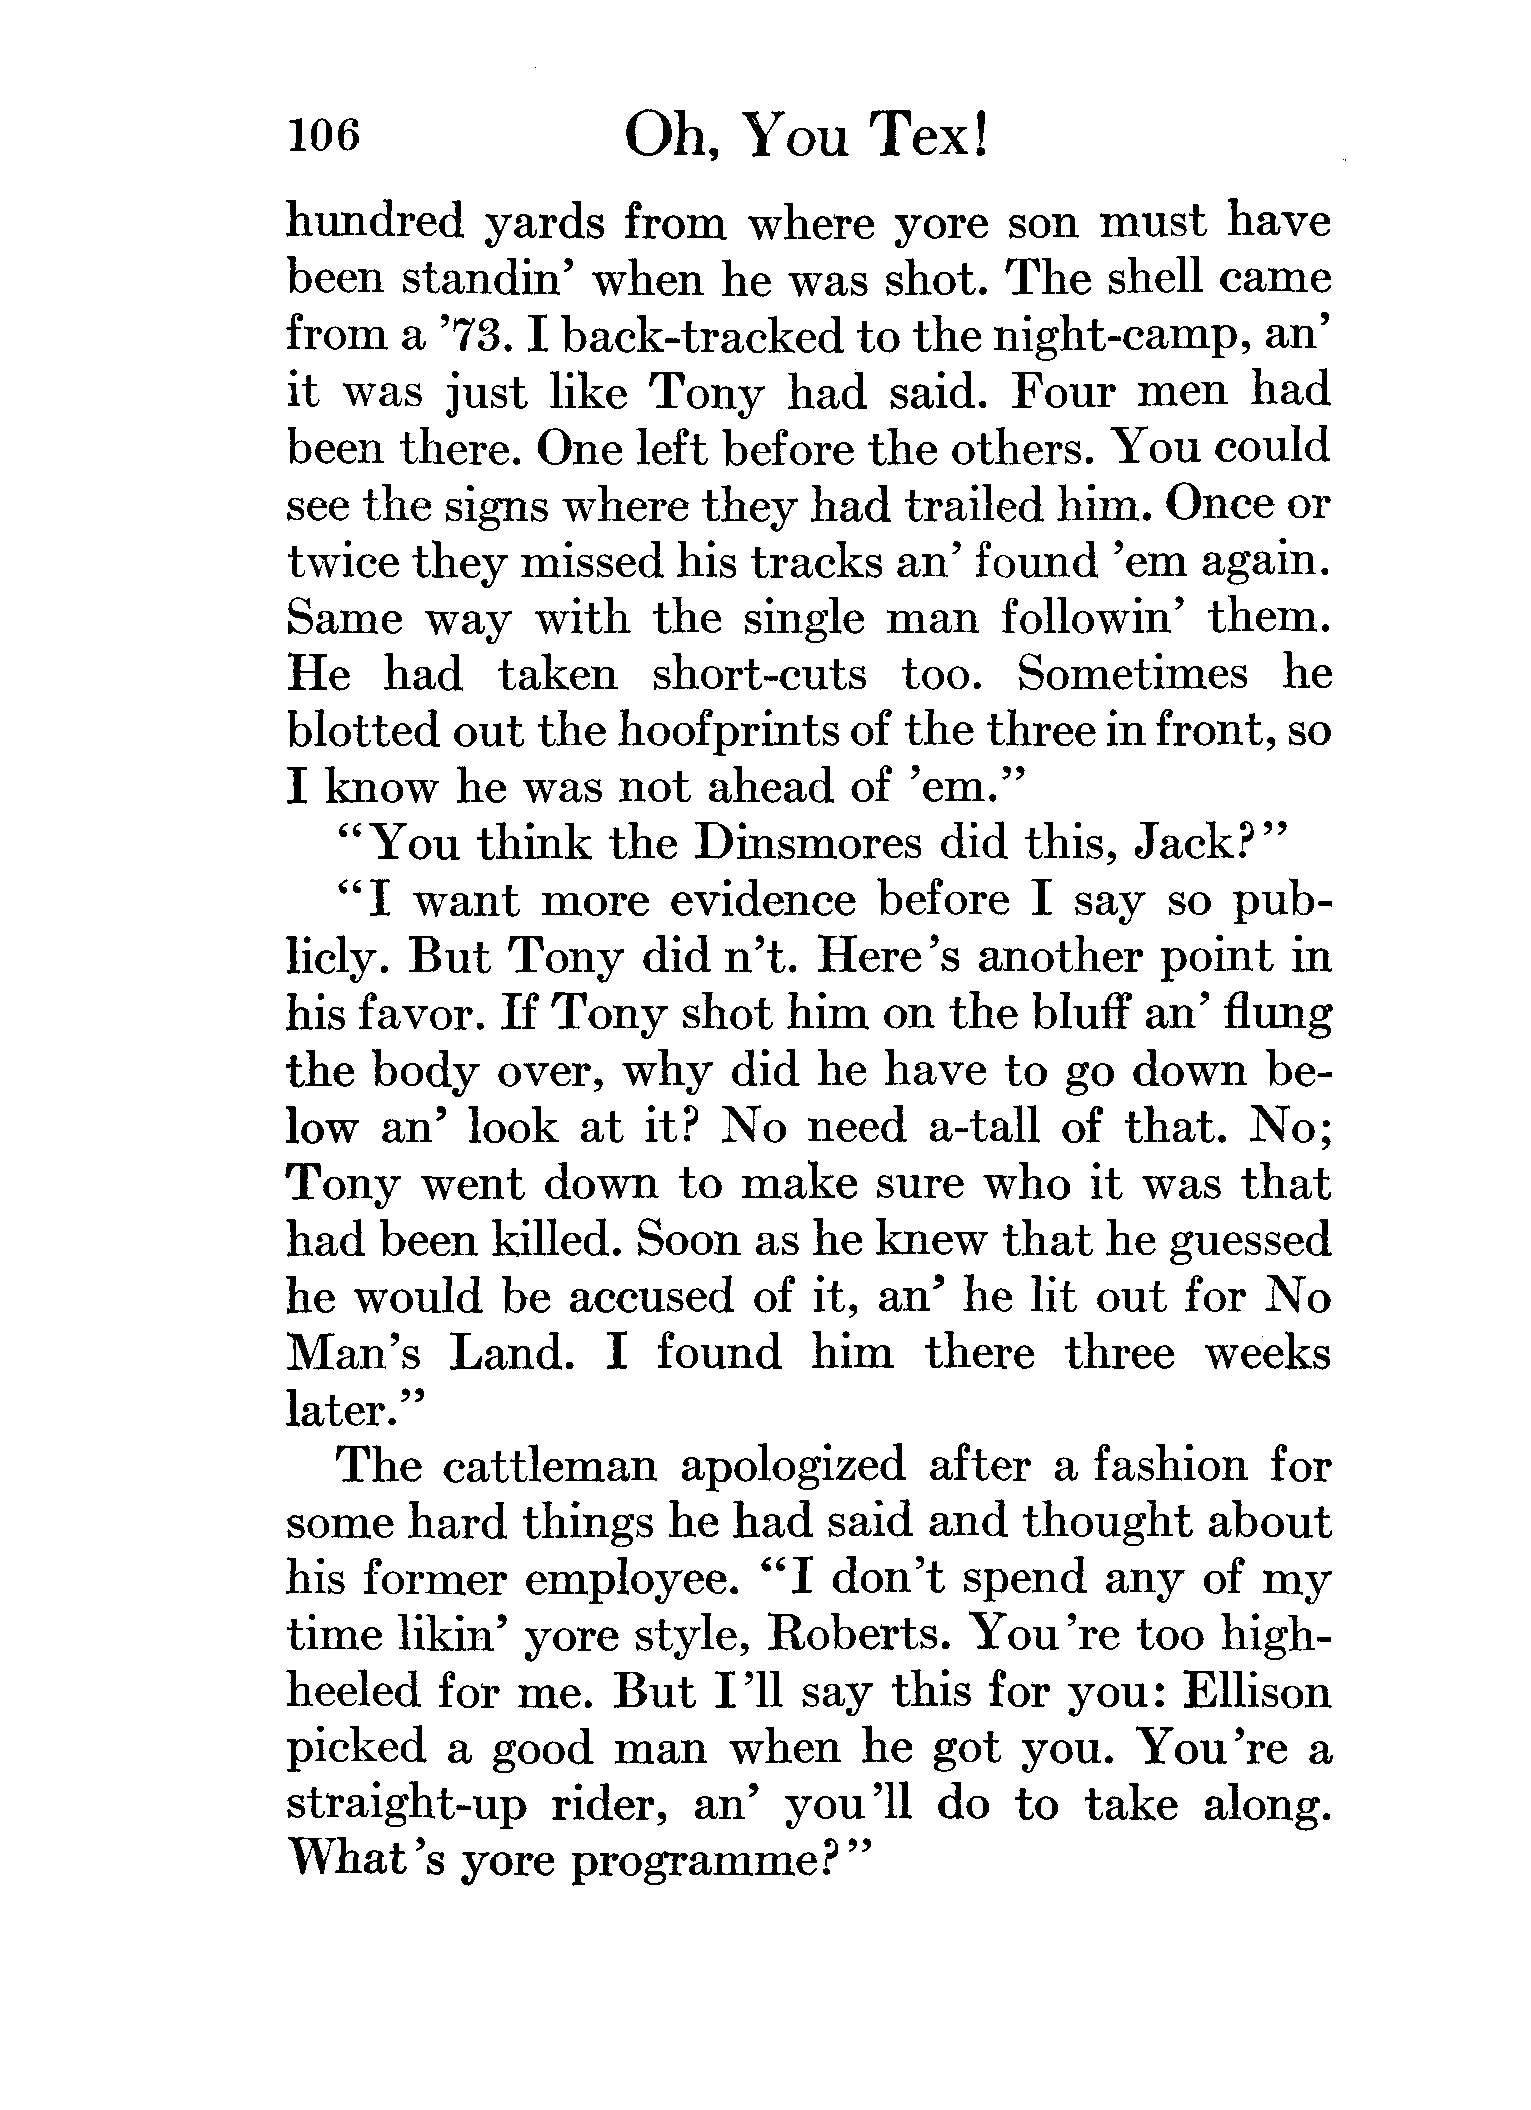 106 Oh, You Tex!
hundred yards from where yore son must have
been standin’ when he was shot. The shell came
from a ’73. I back-tracked to the night-camp, an’
it was just like Tony had said. Four men had
been there. One left before the others. You could
see the signs where they had trailed him. Once or
twice they missed his tracks an’ found ’em again.
Same way with the single man followin’ them.
He had taken short-cuts too. Sometimes he
blotted out the hoofprints of the three in front, so
I know he was not ahead of ’em.”
“You think the Dinsmores did this, Jack?”
“I want more evidence before I say so pub-
licly. But Tony did n’t. Here’s another point in
his favor. If Tony shot him on the bluff an’ flung
the body over, why did he have to go down be-
low an’ look at it? No need a-tall of that. No;
Tony went down to make sure who it was that
had been killed. Soon as he knew that he guessed
he would be accused of it, an’ he lit out for No
Man’s Land. I found him there three weeks
later.”
The cattleman apologized after a fashion for
some hard things he had said and thought about
his former employee. “I don’t spend any of my
time likin’ yore style, Roberts. You’re too high-
heeled for me. But I’ll say this for you: Ellison
picked a good man when he got you. You’re a
straight-up rider, an’ you’ll do to take along.
What’s yore programme?”